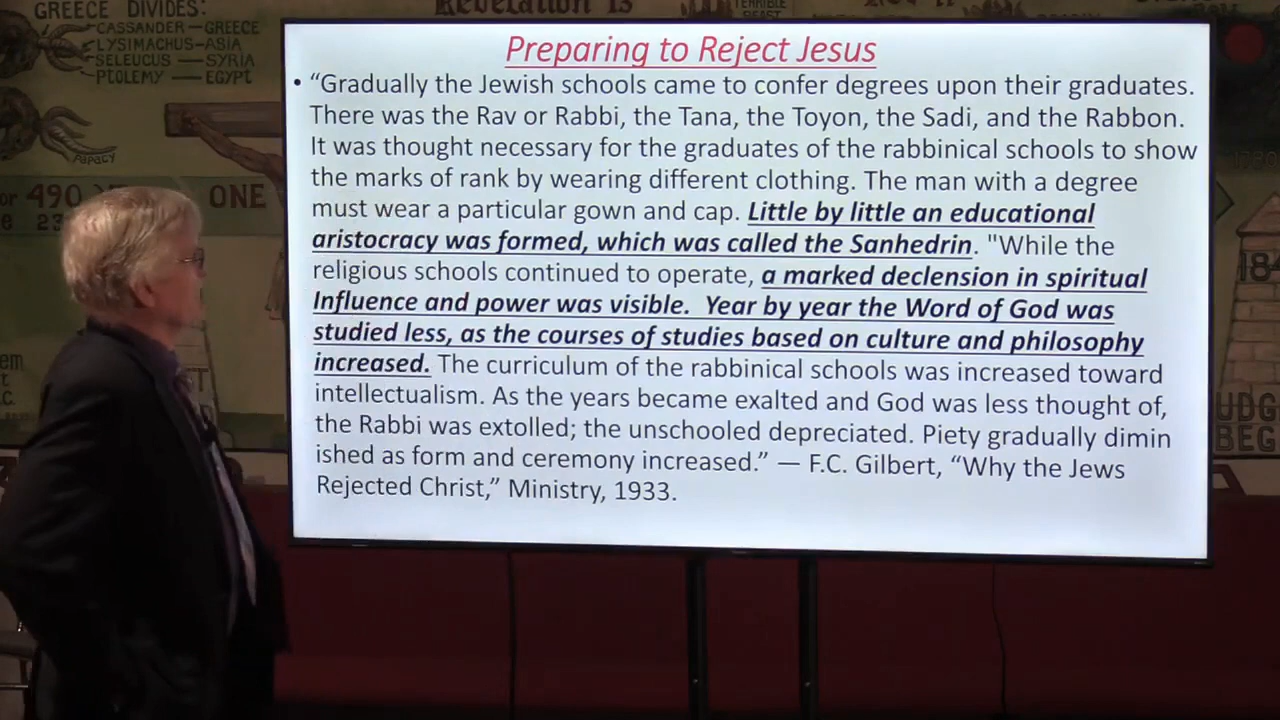 GREECE DIVIDES:
CASSANDER — GREECE
LYSIMACHUS — ASIA
SELEUCUS — SYRIA
PTOLEMY — EGYPT
PAPACY
Revelation is
TERRIBLE
BEAST
or 490
ONE
Preparing to Reject Jesus
• “Gradually the Jewish schools came to confer degrees upon their graduates.
There was the Rav or Rabbi, the Tana, the Toyon, the Sadi, and the Rabbon.
It was thought necessary for the graduates of the rabbinical schools to show
the marks of rank by wearing different clothing. The man with a degree
must wear a particular gown and cap. Little by little an educational
aristocracy was formed, which was called the Sanhedrin. "While the
religious schools continued to operate, a marked declension in spiritual
Influence and power was visible. Year by year the Word of God was
studied less, as the courses of studies based on culture and philosophy
increased. The curriculum of the rabbinical schools was increased toward
intellectualism. As the years became exalted and God was less thought of,
the Rabbi was extolled; the unschooled depreciated. Piety gradually dimin
ished as form and ceremony increased.” — F.C. Gilbert, “Why the Jews
Rejected Christ,” Ministry, 1933.
184
UDG
BEG